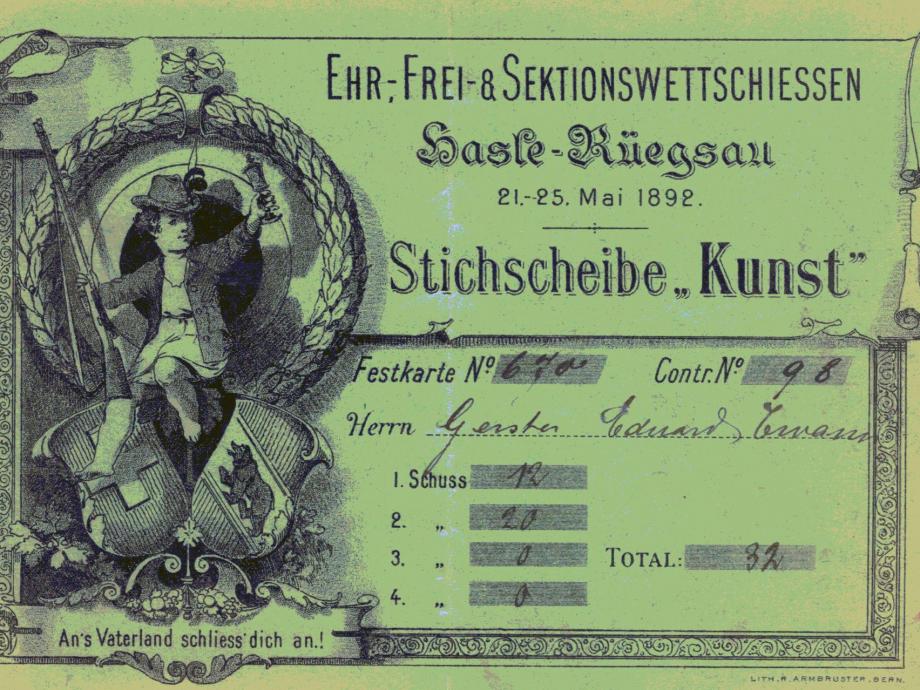 EHR-, FREI- & SEKTIONSWETTSCHIESSEN
Hasle-Rüegsau
21.-25. Mai 1892.
Stichscheibe „Kunst”
Festkarte No 670 Contr. No 98
Herrn Gerster Eduard,
1. Schuss 12
2. „ 20
3. „ 0 TOTAL: 32
4. „ 0
An's Vaterland schliess' dich an.!
LITH. R. ARMBRUSTER. BERN.